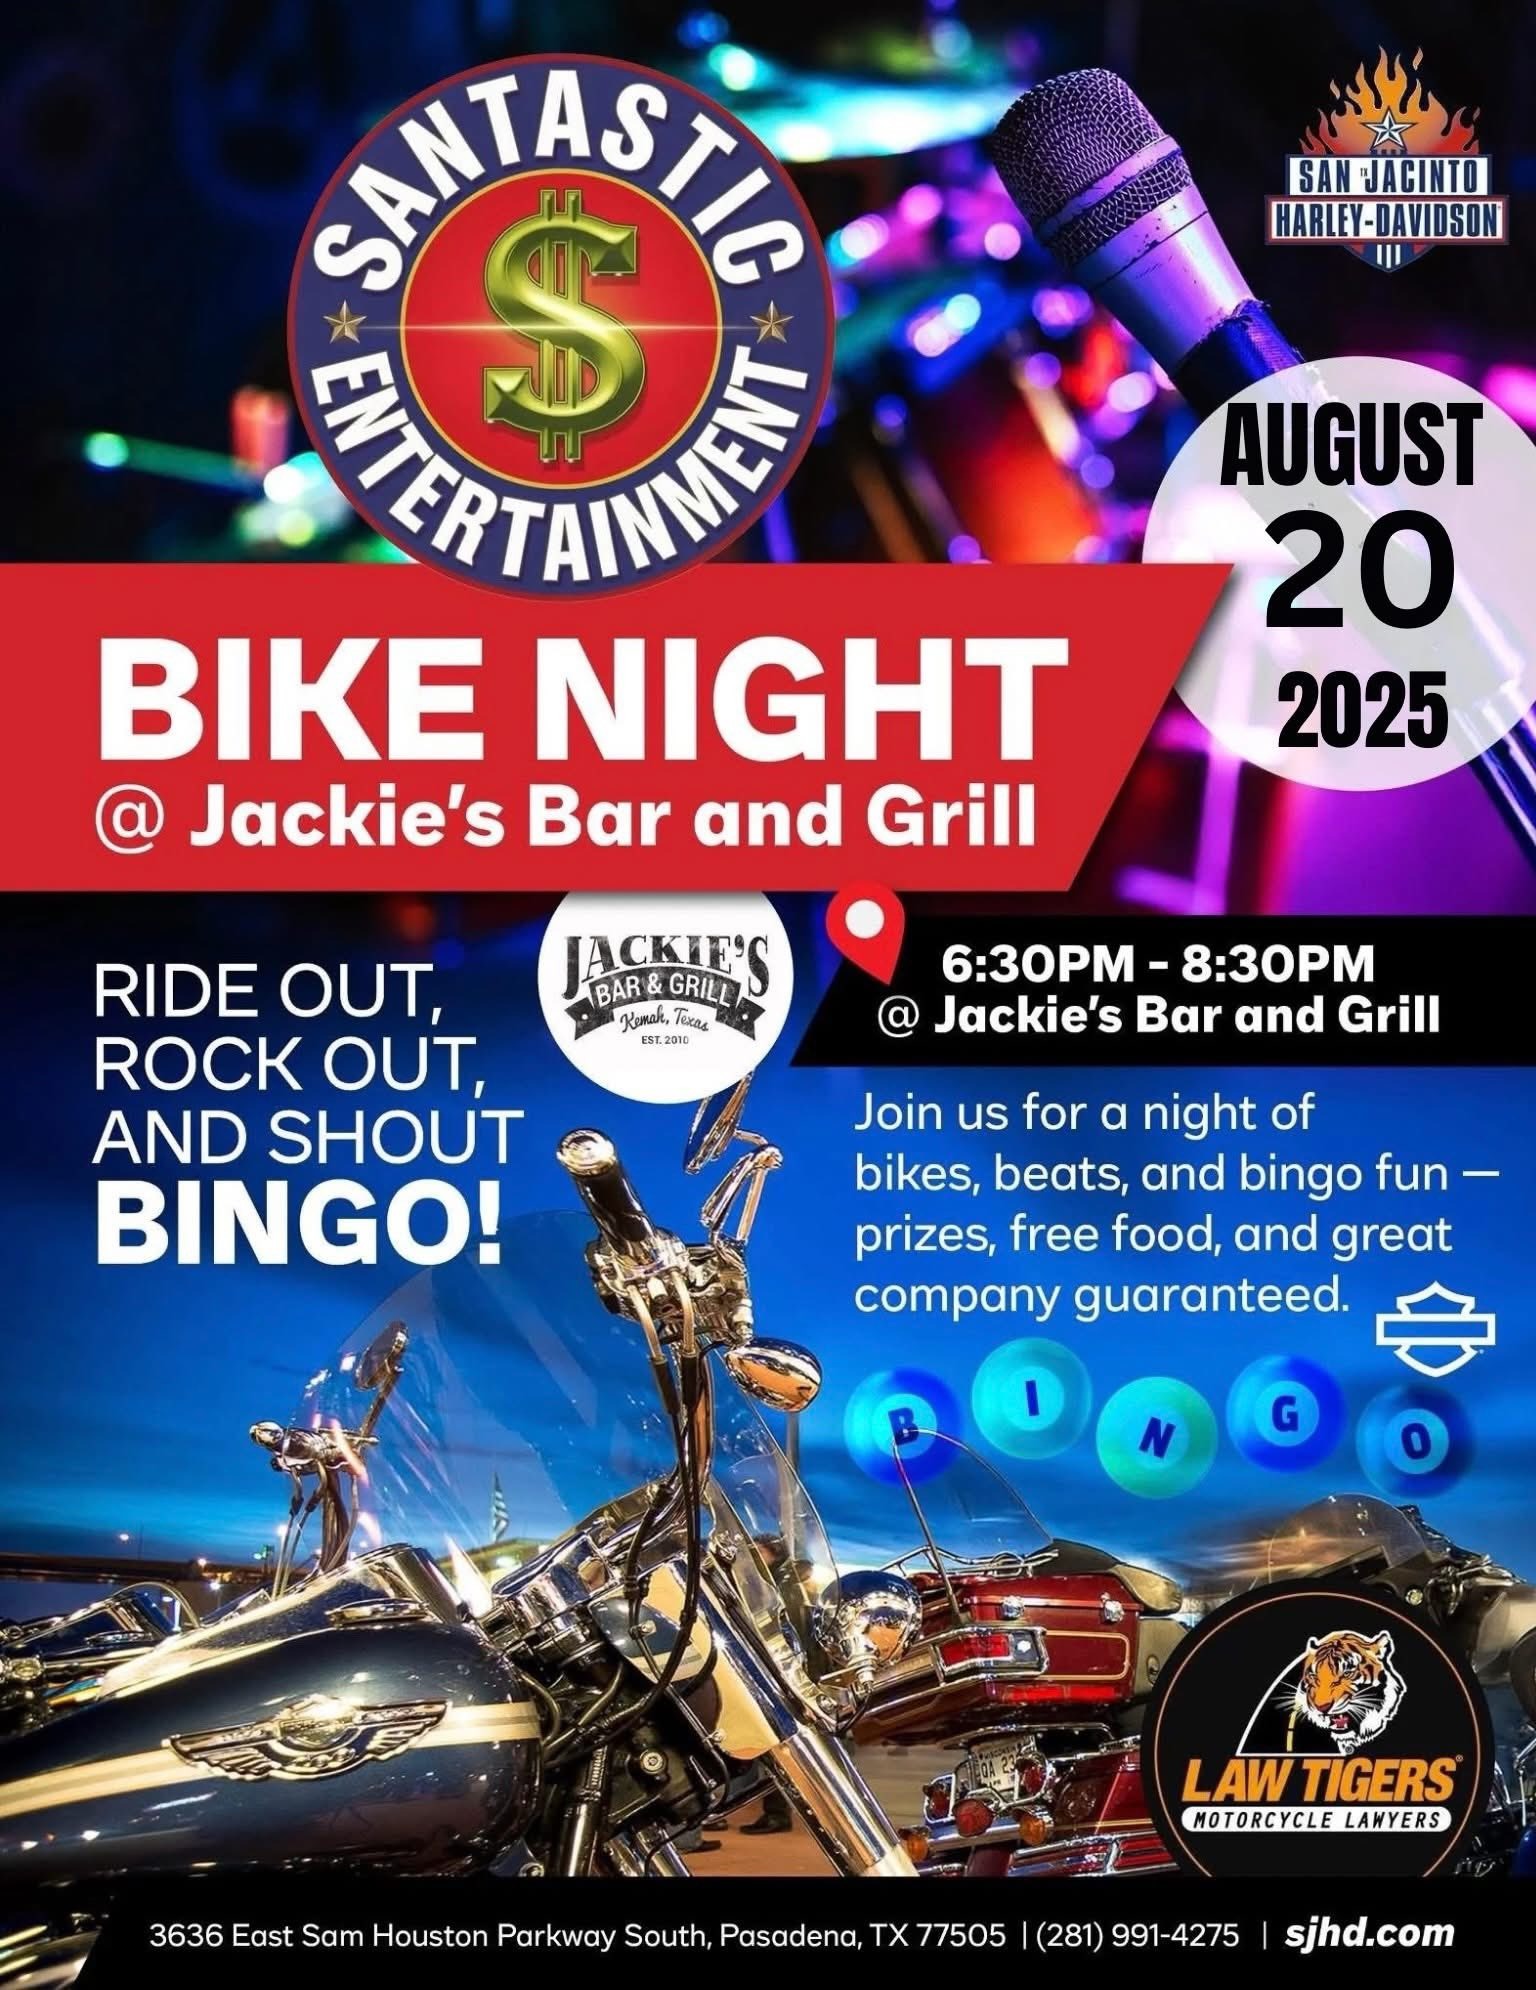 SANTASTIC
ENTERTAINMENT
$
SAN TX JACINTO
HARLEY-DAVIDSON
AUGUST
20
2025
BIKE NIGHT
@ Jackie's Bar and Grill
JACKIE'S
BAR & GRILL
Kemah, Texas
EST. 2010
6:30PM - 8:30PM
@ Jackie's Bar and Grill
RIDE OUT,
ROCK OUT,
AND SHOUT
BINGO!
Join us for a night of
bikes, beats, and bingo fun —
prizes, free food, and great
company guaranteed.
B I N G O
LAW TIGERS®
MOTORCYCLE LAWYERS
3636 East Sam Houston Parkway South, Pasadena, TX 77505 | (281) 991-4275 | sjhd.com